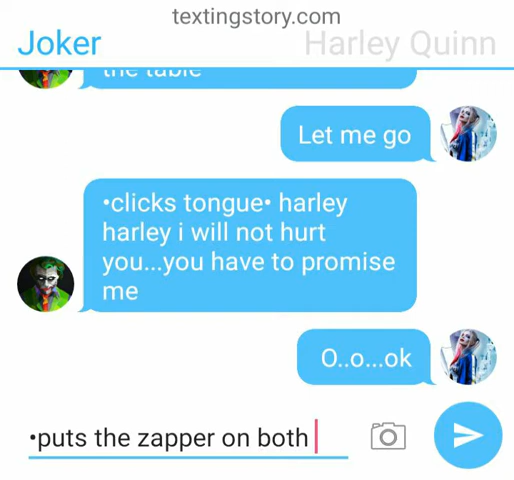 textingstory.com
Joker
Harley Quinn
the table
Let me go
•clicks tongue• harley
harley i will not hurt
you...you have to promise
me
O..o...ok
•puts the zapper on both